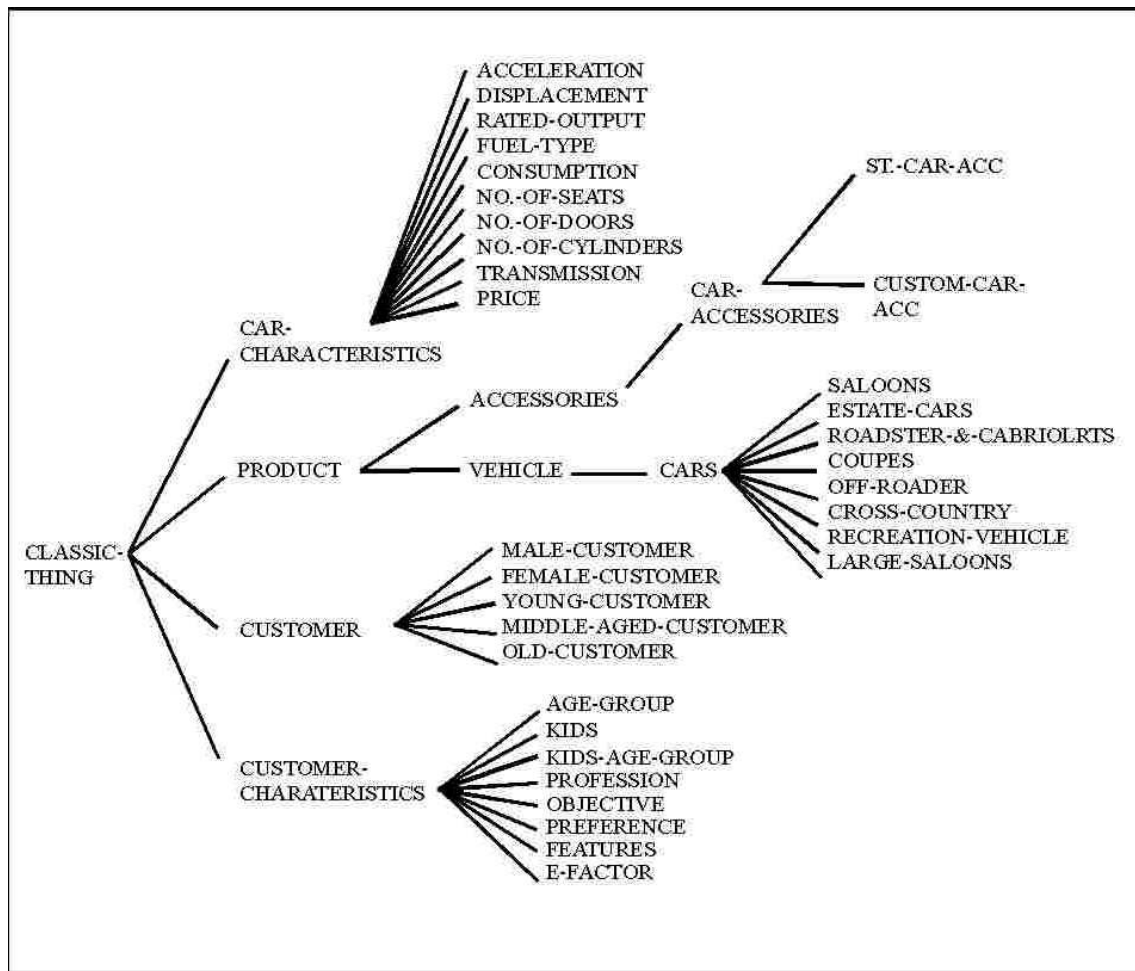 ACCELERATION
DISPLACEMENT
RATED-OUTPUT
FUEL-TYPE
CONSUMPTION
NO.-OF-SEATS
NO.-OF-DOORS
NO.-OF-CYLINDERS
TRANSMISSION
PRICE
ST.-CAR-ACC
CUSTOM-CAR-
ACC
CAR-
ACCESSORIES
CAR-
CHARACTERISTICS
ACCESSORIES
SALOONS
ESTATE-CARS
ROADSTER-&-CABRIOLRTS
COUPES
OFF-ROADER
CROSS-COUNTRY
RECREATION-VEHICLE
LARGE-SALOONS
PRODUCT
VEHICLE
CARS
CLASSIC-
THING
MALE-CUSTOMER
FEMALE-CUSTOMER
YOUNG-CUSTOMER
MIDDLE-AGED-CUSTOMER
OLD-CUSTOMER
CUSTOMER
AGE-GROUP
KIDS
KIDS-AGE-GROUP
PROFESSION
OBJECTIVE
PREFERENCE
FEATURES
E-FACTOR
CUSTOMER-
CHARATERISTICS